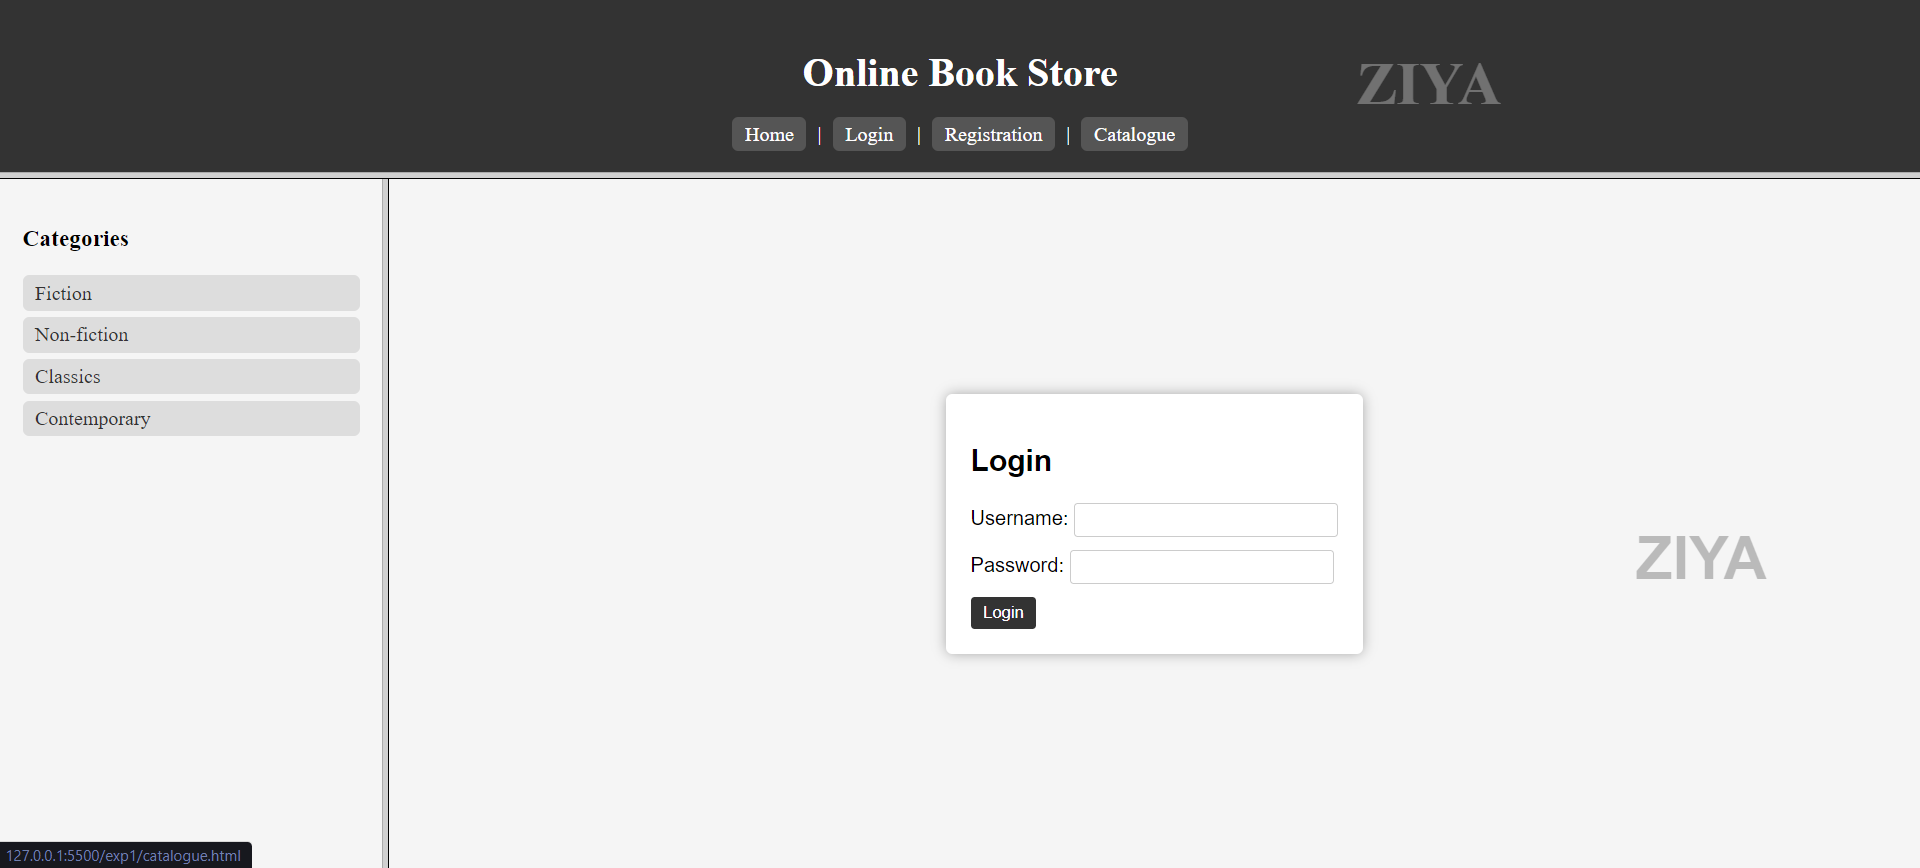 Online Book Store
ZIYA
Home | Login | Registration | Catalogue
Categories
Fiction
Non-fiction
Classics
Contemporary
Login
Username:
Password:
Login
ZIYA
127.0.0.1:5500/exp1/catalogue.html